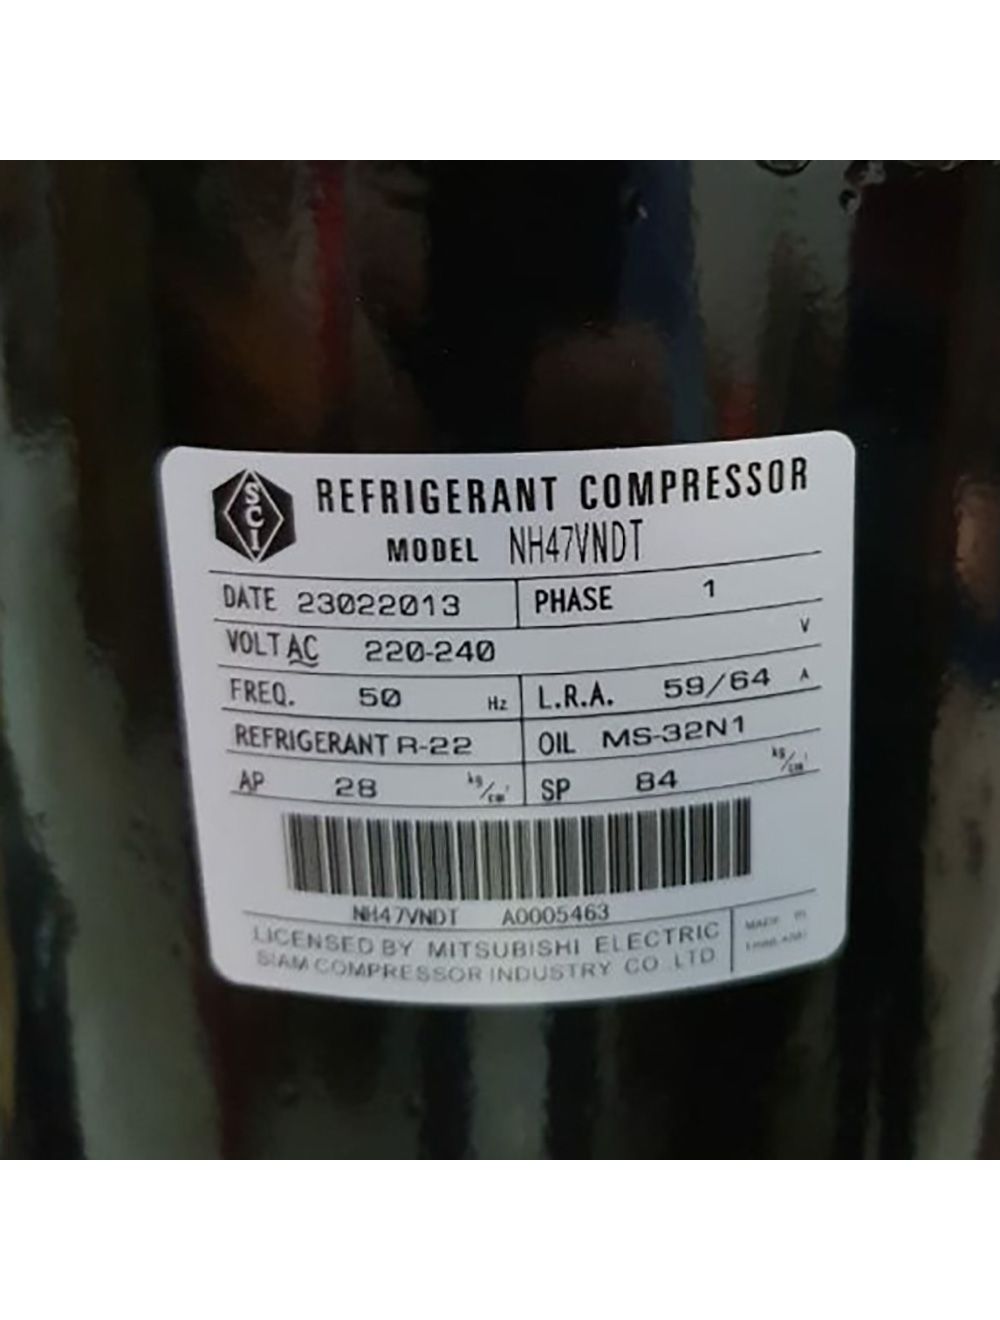 SCI
REFRIGERANT COMPRESSOR
MODEL NH47VNDT
DATE 23022013 PHASE 1
VOLT AC 220-240 V
FREQ. 50 Hz L.R.A. 59/64 A
REFRIGERANT R-22 OIL MS-32N1
AP 28 kg/cm² SP 84 kg/cm²
NH47VNDT A0005463
LICENSED BY MITSUBISHI ELECTRIC MADE IN
SIAM COMPRESSOR INDUSTRY CO LTD